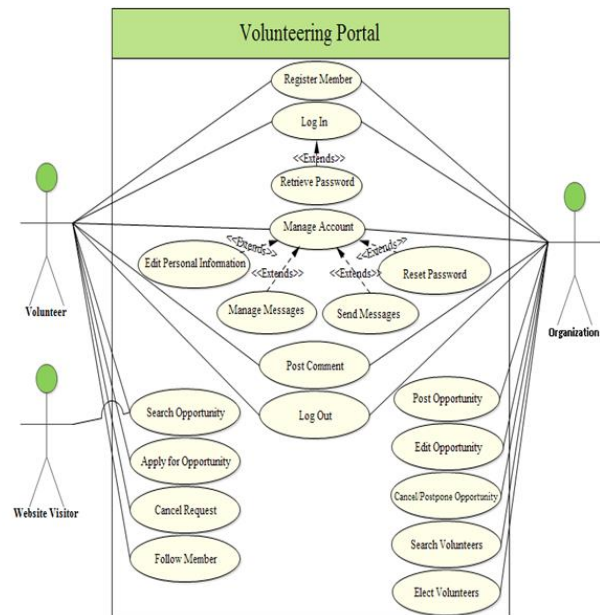 Volunteering Portal
Register Member
Log In
<<Extends>>
Retrieve Password
Manage Account
<<Extends>>
<<Extends>>
Edit Personal Information
<<Extends>>
<<Extends>>
Reset Password
Manage Messages
Send Messages
Volunteer
Organization
Post Comment
Log Out
Search Opportunity
Post Opportunity
Apply for Opportunity
Edit Opportunity
Cancel Request
Cancel/Postpone Opportunity
Website Visitor
Follow Member
Search Volunteers
Elect Volunteers